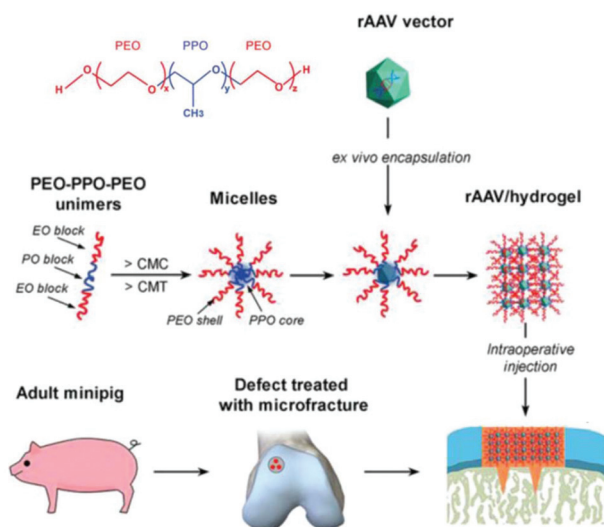 rAAV vector
PEO PPO PEO
H O O x O y O z H
CH3
ex vivo encapsulation
PEO-PPO-PEO
unimers
Micelles
rAAV/hydrogel
EO block
PO block
EO block
> CMC
> CMT
PEO shell
PPO core
Intraoperative
injection
Adult minipig
Defect treated
with microfracture